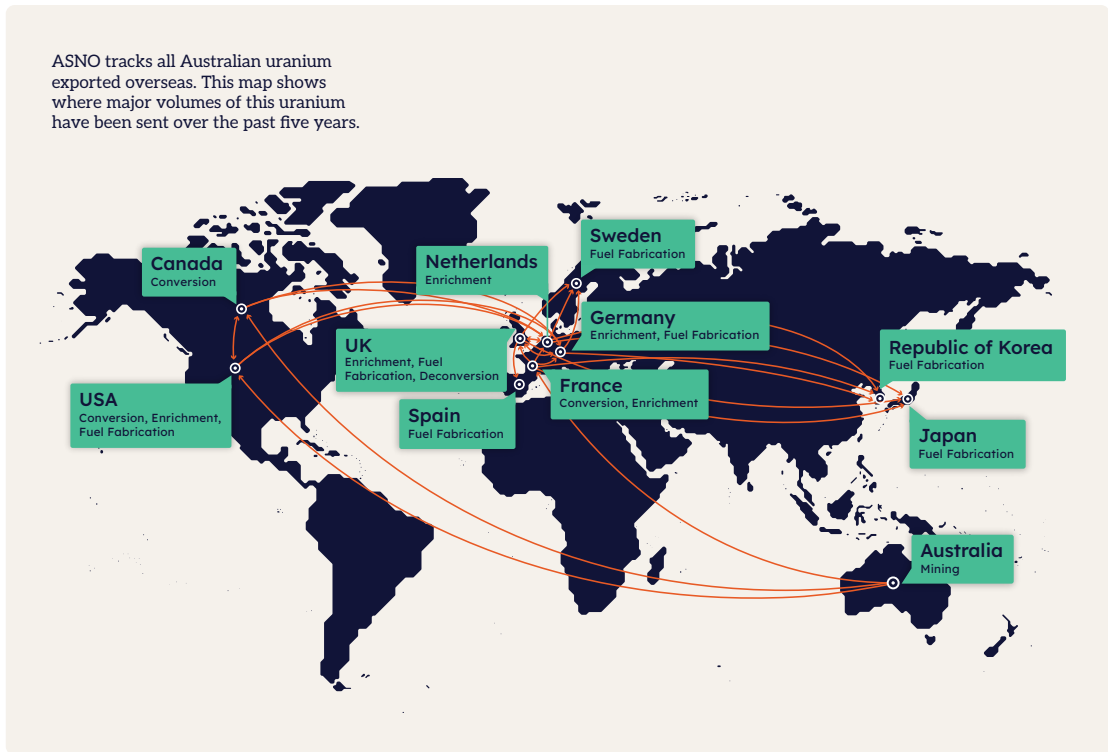 ASNO tracks all Australian uranium
exported overseas. This map shows
where major volumes of this uranium
have been sent over the past five years.
Sweden
Fuel Fabrication
Canada
Conversion
Netherlands
Enrichment
Germany
Enrichment, Fuel Fabrication
UK
Enrichment, Fuel
Fabrication, Deconversion
Republic of Korea
Fuel Fabrication
USA
Conversion, Enrichment,
Fuel Fabrication
France
Conversion, Enrichment
Spain
Fuel Fabrication
Japan
Fuel Fabrication
Australia
Mining